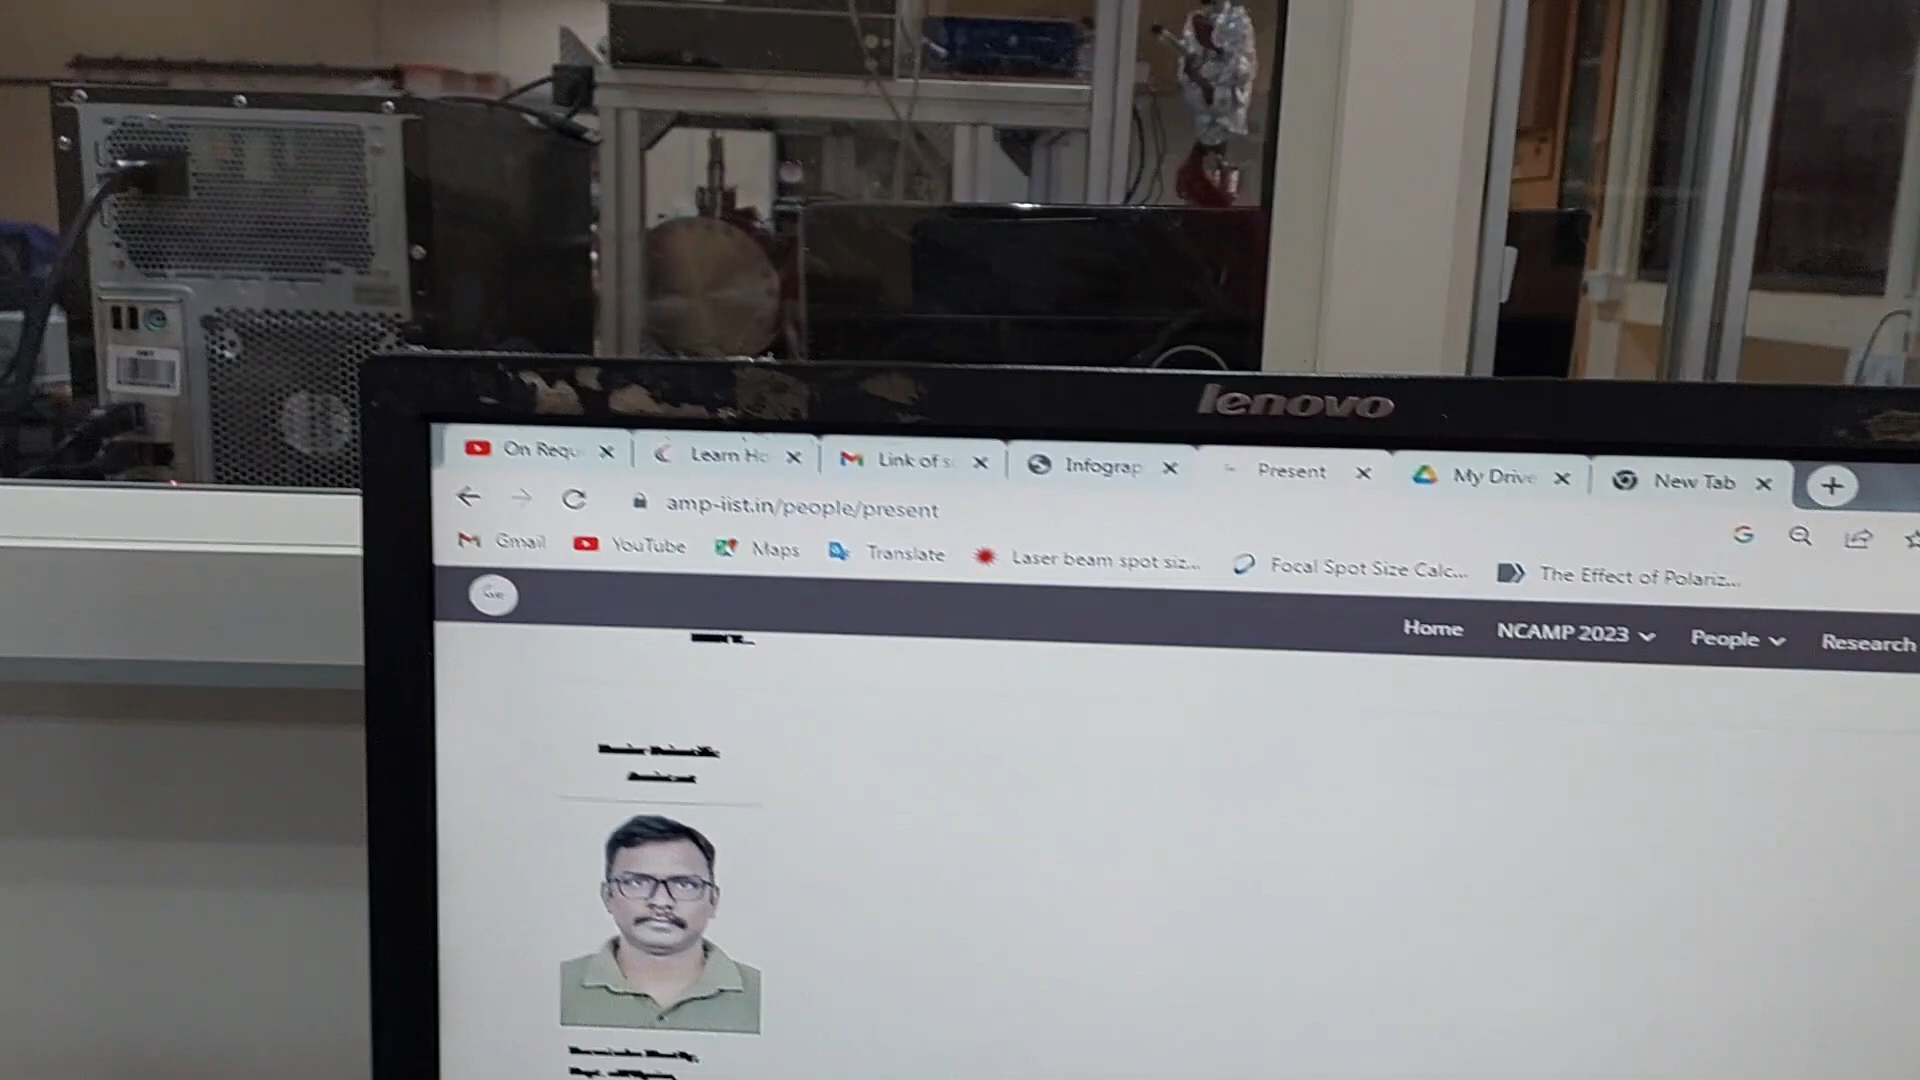 lenovo
On Requ
Learn Ho
Link of s
Infograp
Present
My Drive
New Tab
amp-iist.in/people/present
Gmail
YouTube
Maps
Translate
Laser beam spot siz...
Focal Spot Size Calc...
The Effect of Polariz...
Home
NCAMP 2023
People
Research